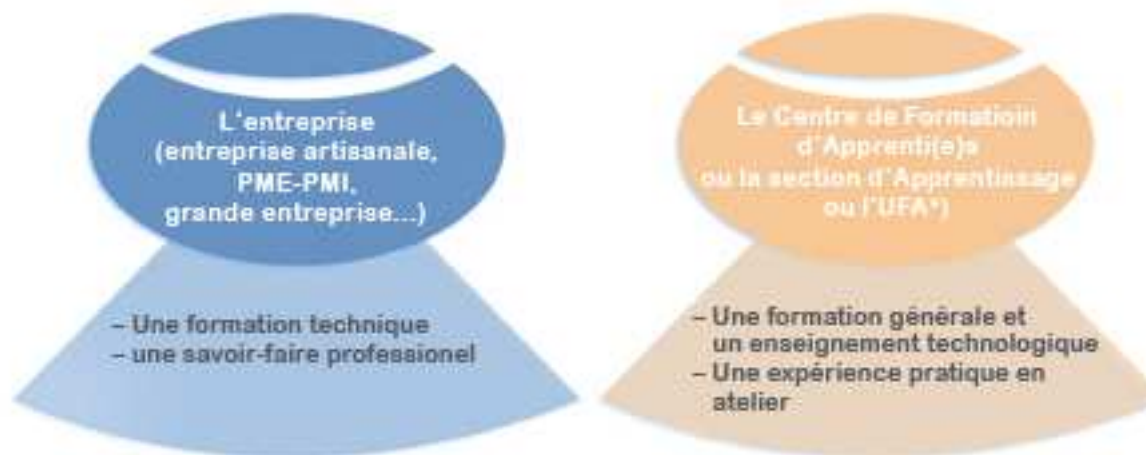 L'entreprise
(entreprise artisanale,
PME-PMI,
grande entreprise...)
– Une formation technique
– une savoir-faire professionel
Le Centre de Formatioin
d'Apprenti(e)s
ou la section d'Apprentissage
ou l'UFA*)
– Une formation générale et
un enseignement technologique
– Une expérience pratique en
atelier